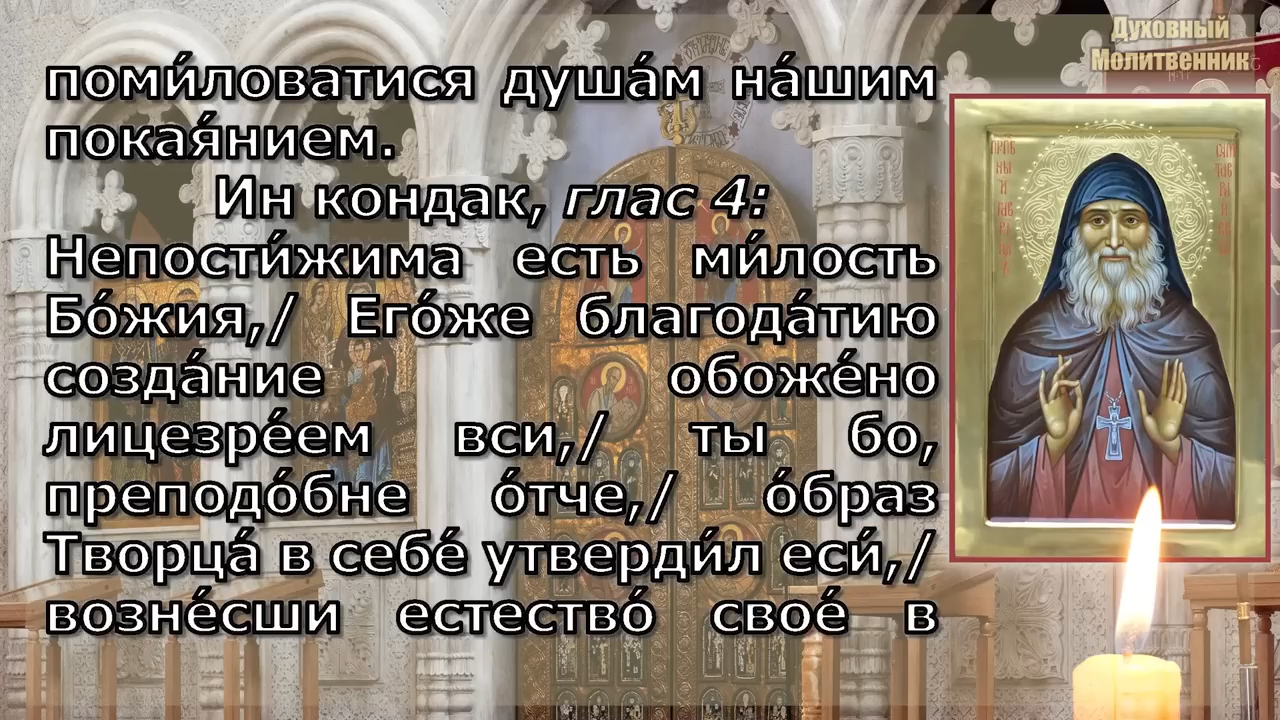 Духовный
Молитвенник
поми́ловатися душа́м на́шим
покая́нием.
Ин кондак, глас 4:
Непости́жима есть ми́лость
Бо́жия,/ Его́же благода́тию
созда́ние обоже́но
лицезре́ем вси,/ ты бо,
преподо́бне о́тче,/ о́браз
Творца́ в себе́ утверди́л еси́,/
возне́сши естество́ свое́ в